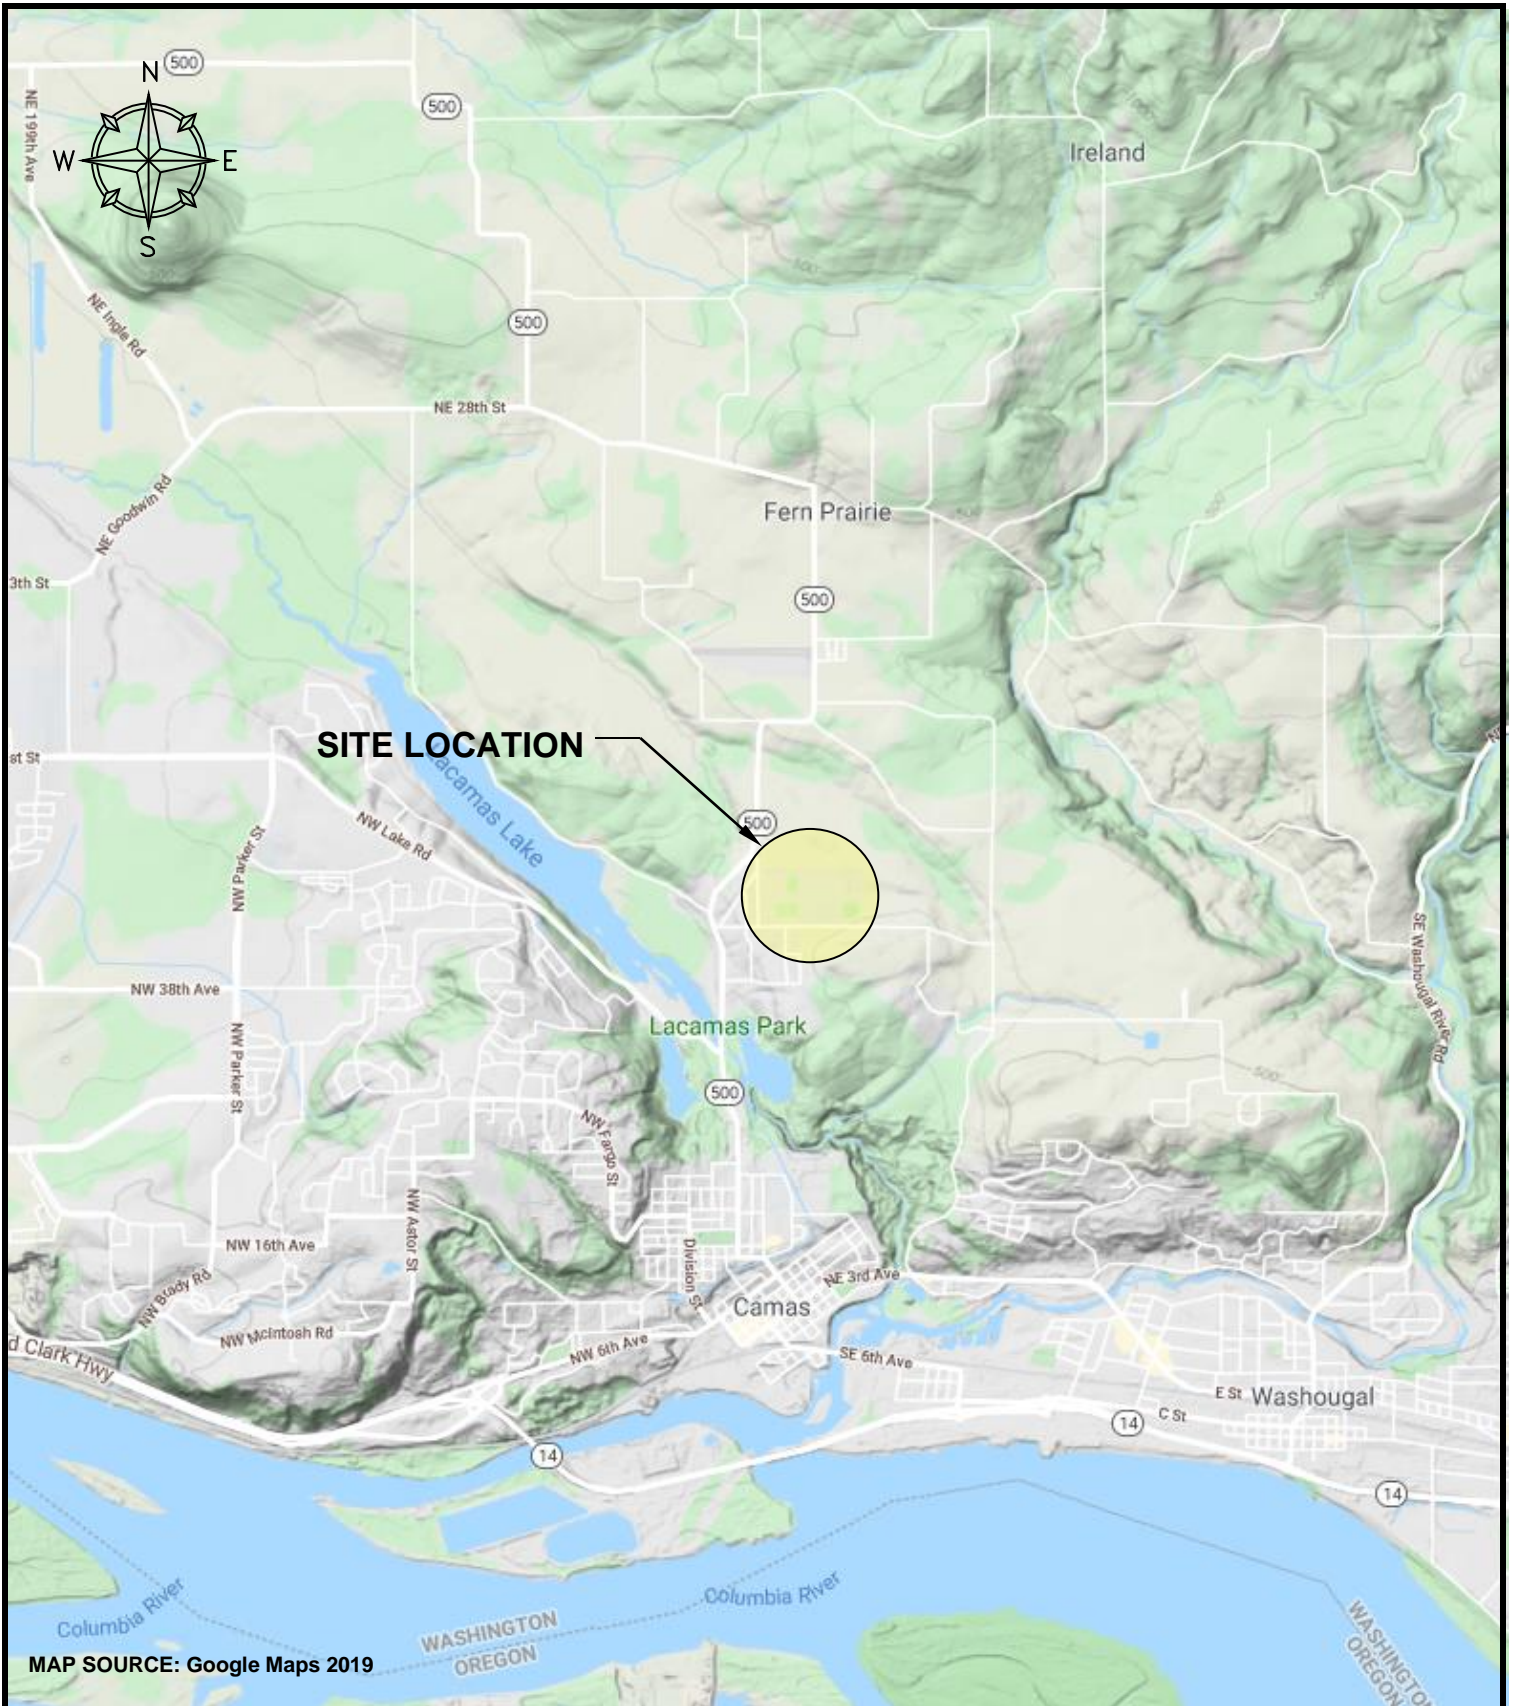 N
500
W
E
S
NE 199th Ave
500
Ireland
500
500
NE Ingle Rd
500
NE 28th St
NE Goodwin Rd
Fern Prairie
500
500
3th St
500
SITE LOCATION
Lacamas Lake
st St
500
NW Lake Rd
NW Parker St
SE Washougal River Rd
NW 38th Ave
Lacamas Park
NW Parker St
500
500
NW Fargo St
NW Astor St
NW 16th Ave
Division St
NW Brady Rd
NE 3rd Ave
Camas
NW McIntosh Rd
d Clark Hwy
NW 6th Ave
SE 6th Ave
E St
Washougal
C St
14
14
14
Columbia River
Columbia River
WASHINGTON
OREGON
WASHINGTON
OREGON
MAP SOURCE: Google Maps 2019